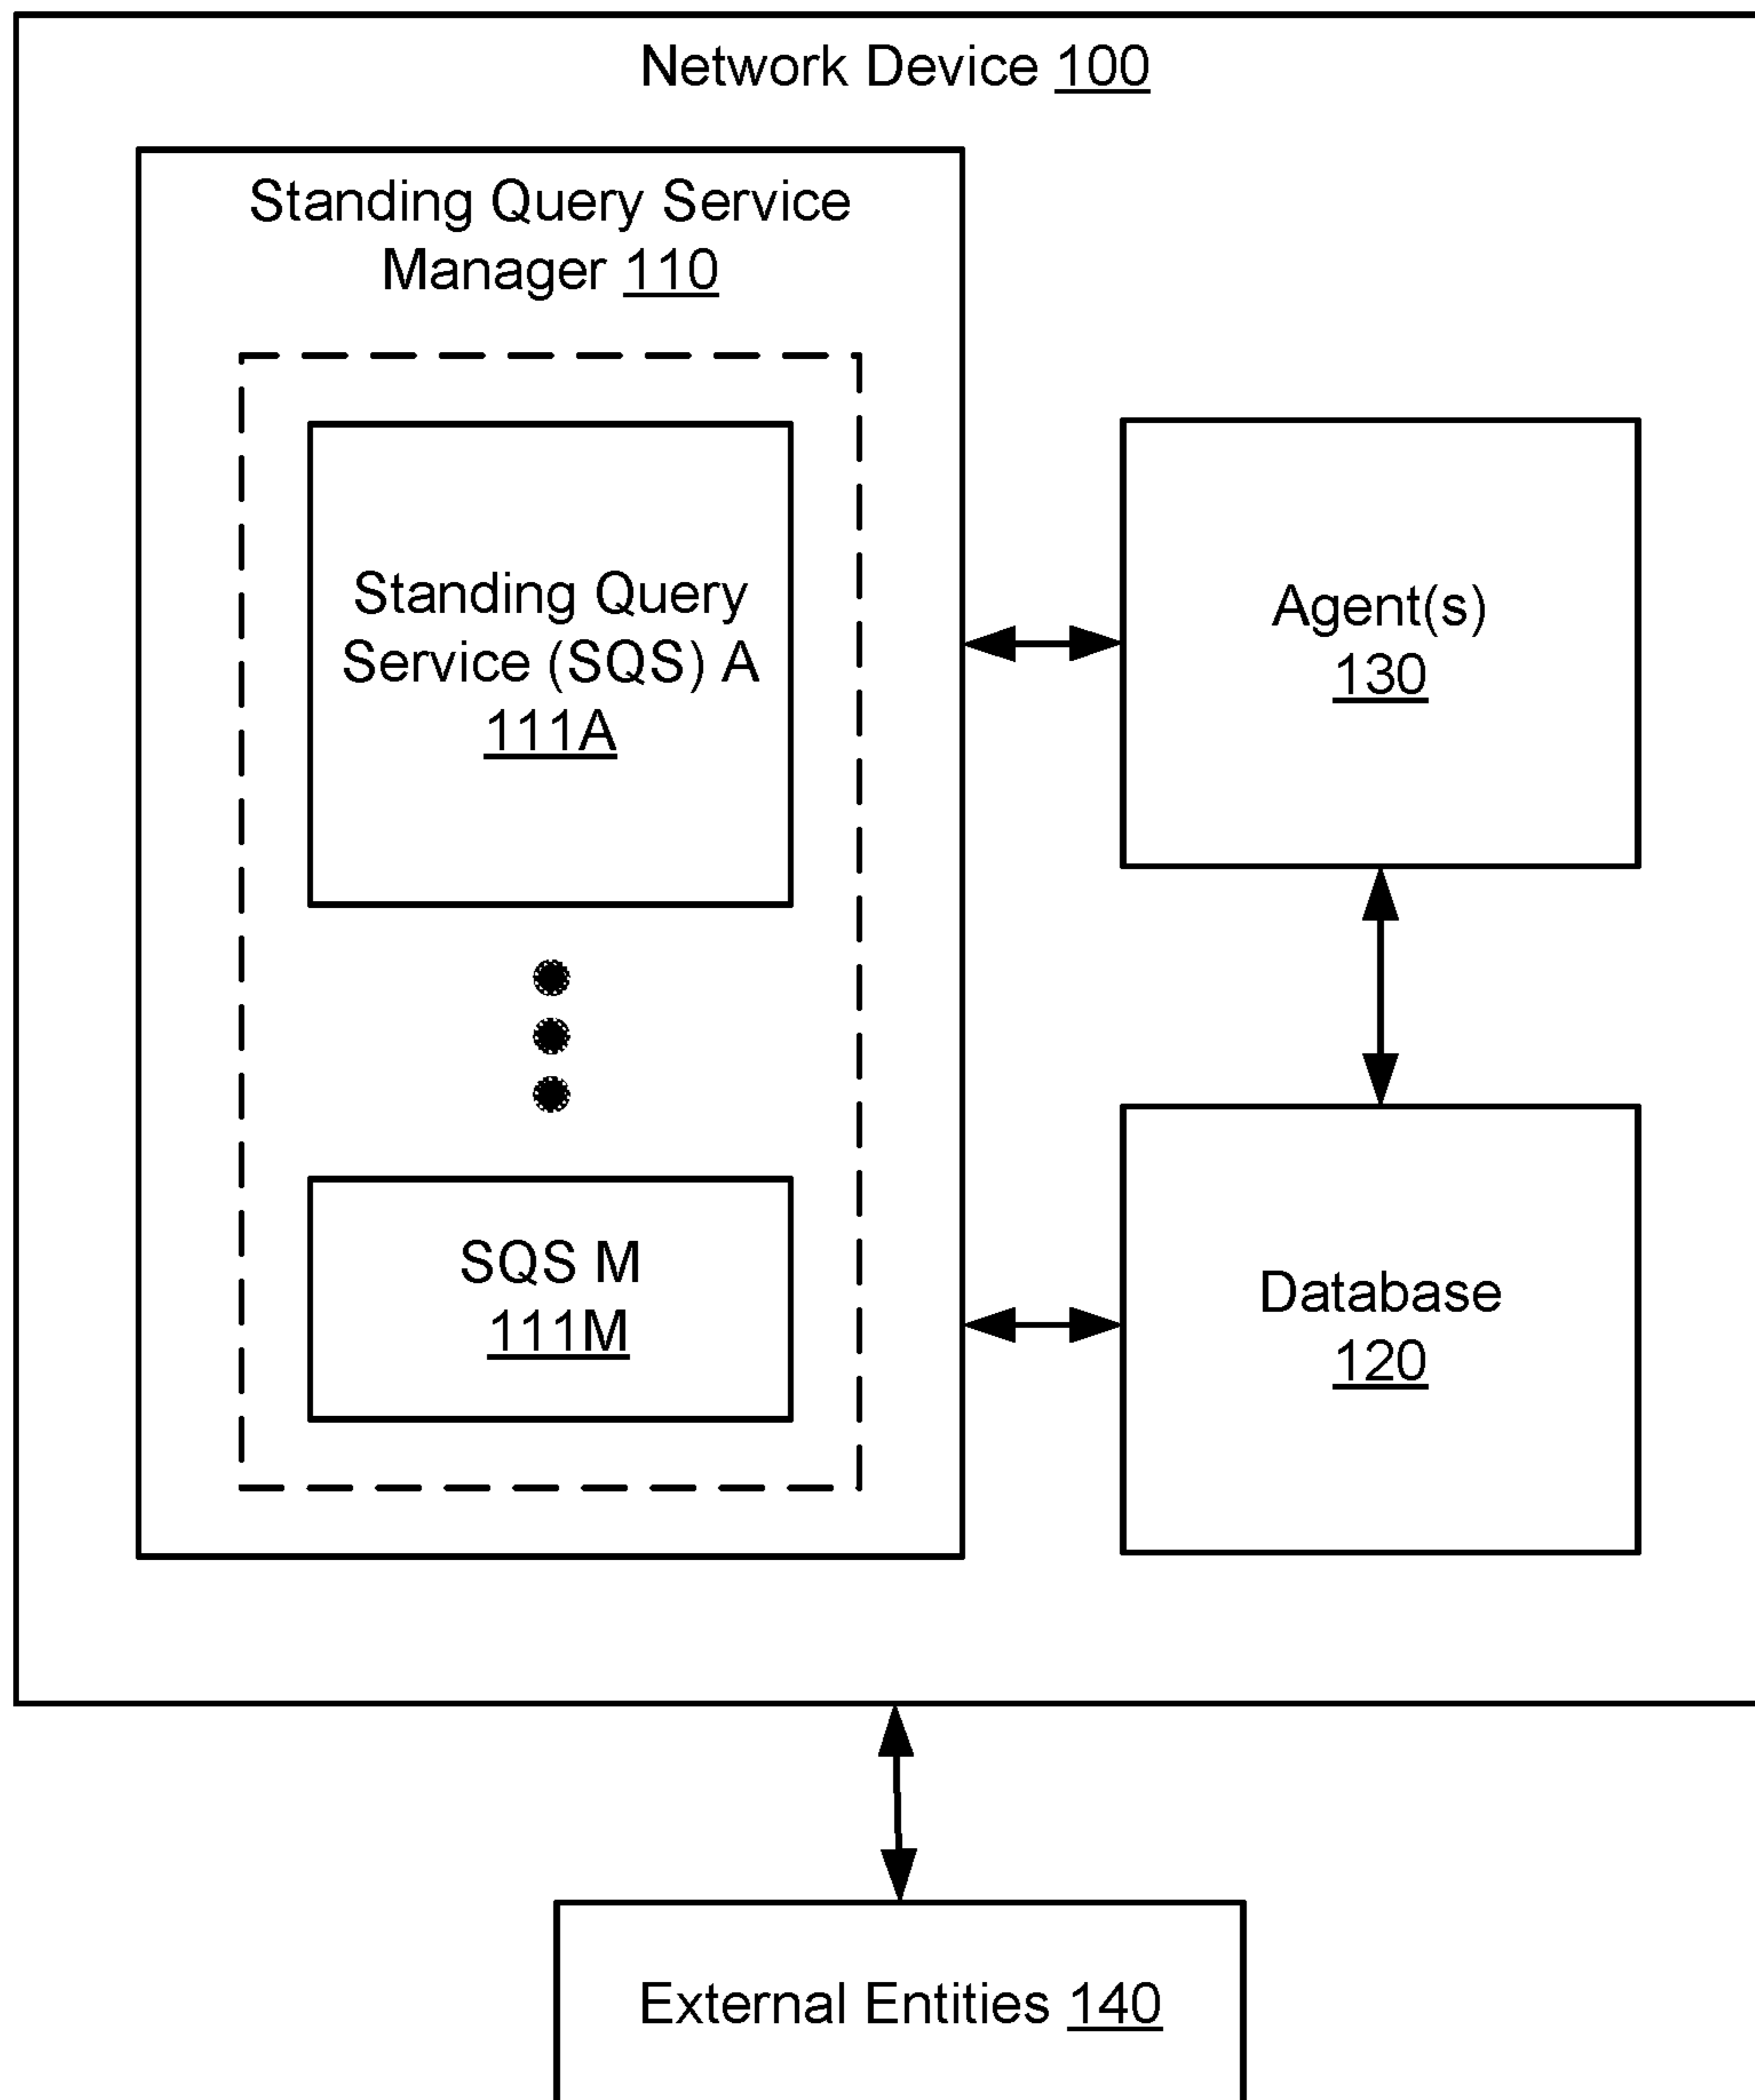 Network Device 100
Standing Query Service
Manager 110
Standing Query
Service (SQS) A
111A
SQS M
111M
Agent(s)
130
Database
120
External Entities 140